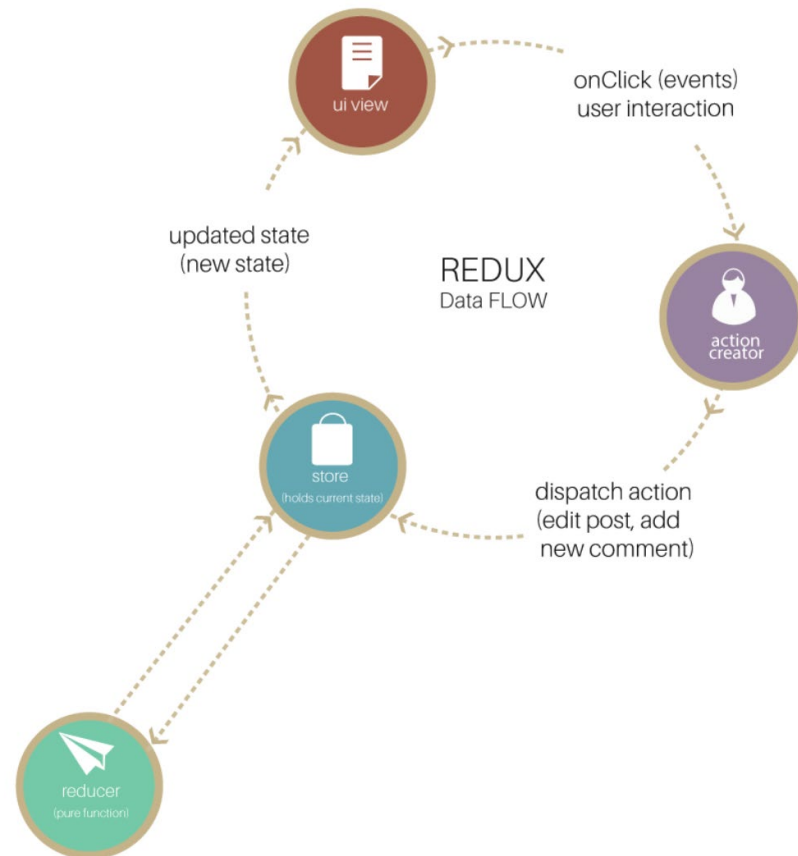 ui view
onClick (events)
user interaction
updated state
(new state)
REDUX
Data FLOW
action
creator
store
(holds current state)
dispatch action
(edit post, add
new comment)
reducer
(pure function)